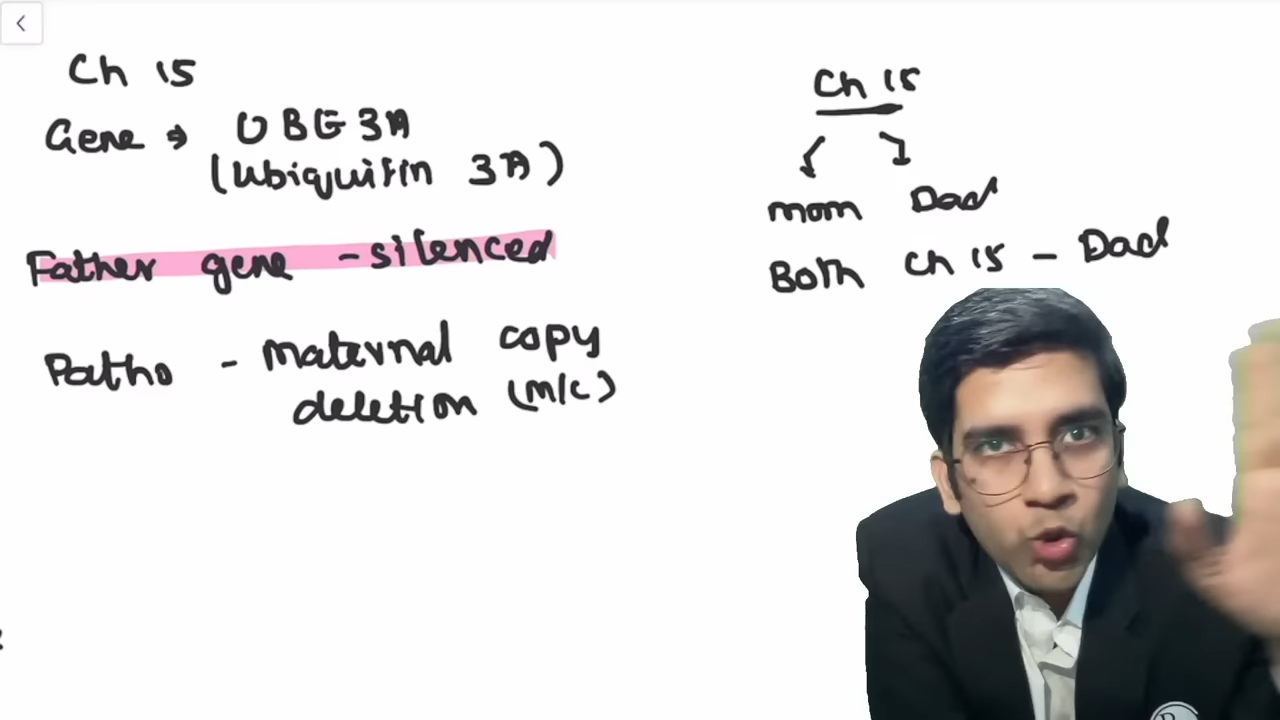 Ch 15
Gene ⇒ UBE3A
(Ubiquitin 3A)
Father gene - silenced
Patho - Maternal copy
deletion (M/C)
Ch 15
mom Dad
Both Ch 15 - Dad